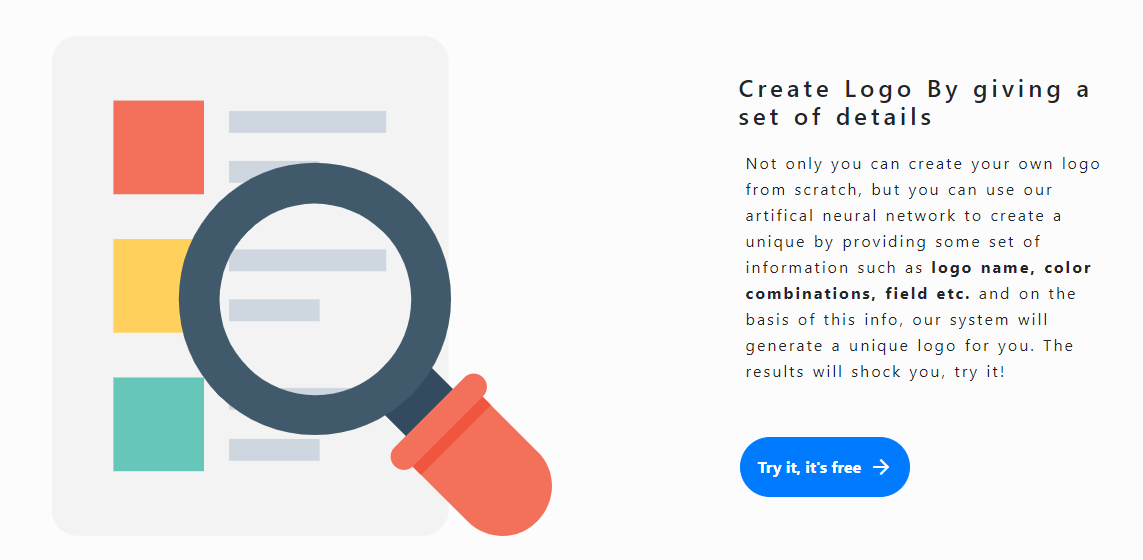 Create Logo By giving a
set of details
Not only you can create your own logo
from scratch, but you can use our
artifical neural network to create a
unique by providing some set of
information such as logo name, color
combinations, field etc. and on the
basis of this info, our system will
generate a unique logo for you. The
results will shock you, try it!
Try it, it's free →